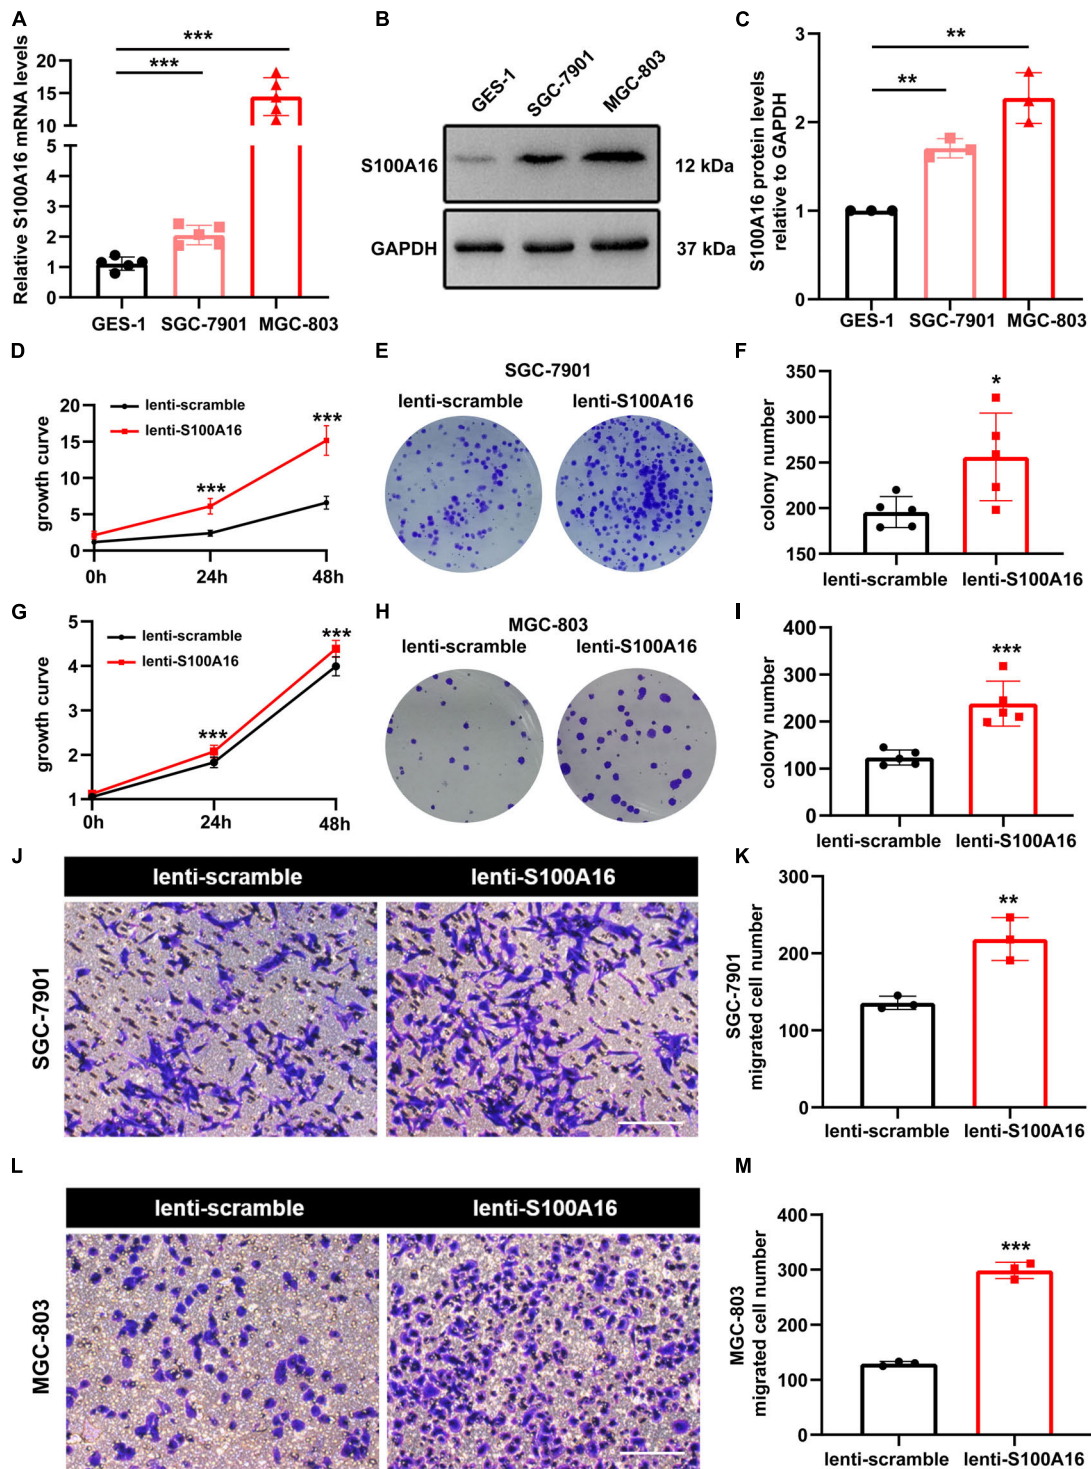 A
Relative S100A16 mRNA levels
20
15
10
5
4
3
2
1
0
***
***
GES-1
SGC-7901
MGC-803
B
GES-1
SGC-7901
MGC-803
S100A16
12 kDa
GAPDH
37 kDa
C
S100A16 protein levels
relative to GAPDH
3
2
1
0
**
**
GES-1
SGC-7901
MGC-803
D
growth curve
20
15
10
5
0
lenti-scramble
lenti-S100A16
***
***
0h
24h
48h
E
SGC-7901
lenti-scramble
lenti-S100A16
F
colony number
350
300
250
200
150
*
lenti-scramble
lenti-S100A16
G
growth curve
5
4
3
2
1
lenti-scramble
lenti-S100A16
***
***
0h
24h
48h
H
MGC-803
lenti-scramble
lenti-S100A16
I
colony number
400
300
200
100
0
***
lenti-scramble
lenti-S100A16
J
lenti-scramble
lenti-S100A16
SGC-7901
K
SGC-7901
migrated cell number
300
200
100
0
**
lenti-scramble
lenti-S100A16
L
lenti-scramble
lenti-S100A16
MGC-803
M
MGC-803
migrated cell number
400
300
200
100
0
***
lenti-scramble
lenti-S100A16